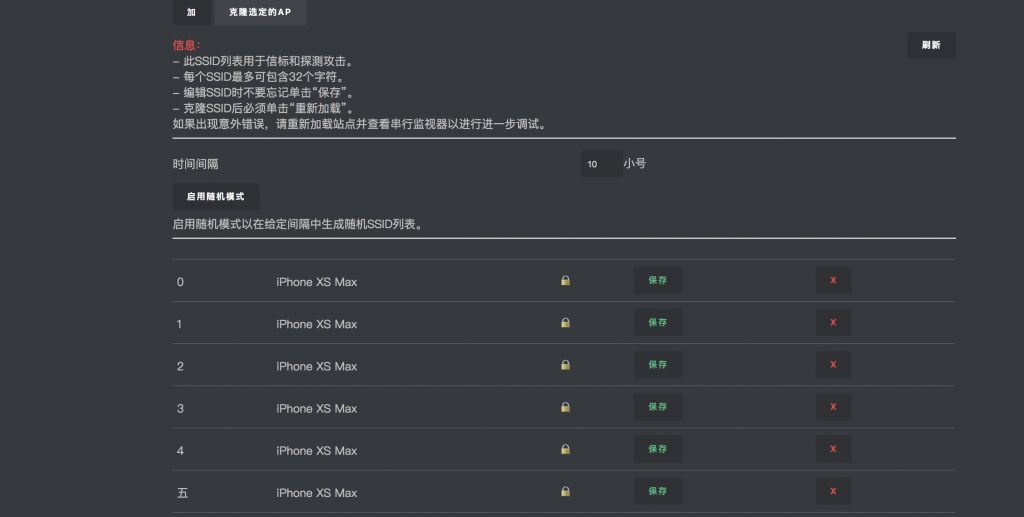 加 克隆选定的AP
信息：
刷新
- 此SSID列表用于信标和探测攻击。
- 每个SSID最多可包含32个字符。
- 编辑SSID时不要忘记单击“保存”。
- 克隆SSID后必须单击“重新加载”。
如果出现意外错误，请重新加载站点并查看串行监视器以进行进一步调试。
时间间隔 10 小号
启用随机模式
启用随机模式以在给定间隔中生成随机SSID列表。
0 iPhone XS Max 保存 X
1 iPhone XS Max 保存 X
2 iPhone XS Max 保存 X
3 iPhone XS Max 保存 X
4 iPhone XS Max 保存 X
五 iPhone XS Max 保存 X